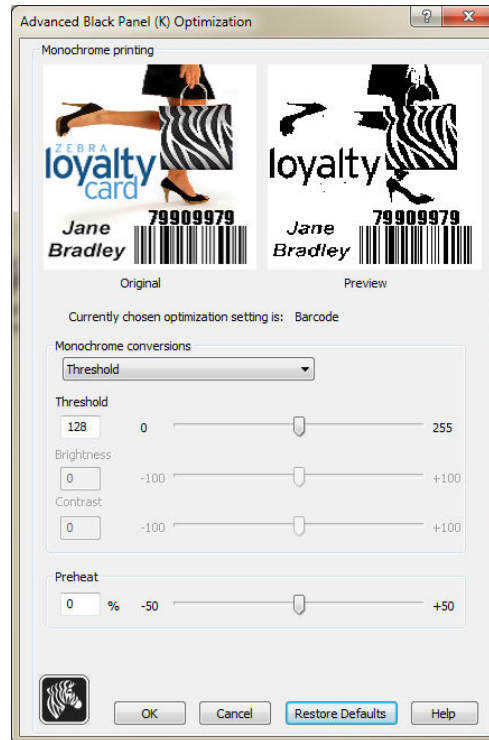 Advanced Black Panel (K) Optimization
Monochrome printing
ZEBRA
loyalty
card
79909979
Jane
Bradley
loyalty
79909979
Jane
Bradley
Original Preview
Currently chosen optimization setting is: Barcode
Monochrome conversions
Threshold
Threshold
128 0 255
Brightness
0 -100 +100
Contrast
0 -100 +100
Preheat
0 % -50 +50
OK Cancel Restore Defaults Help